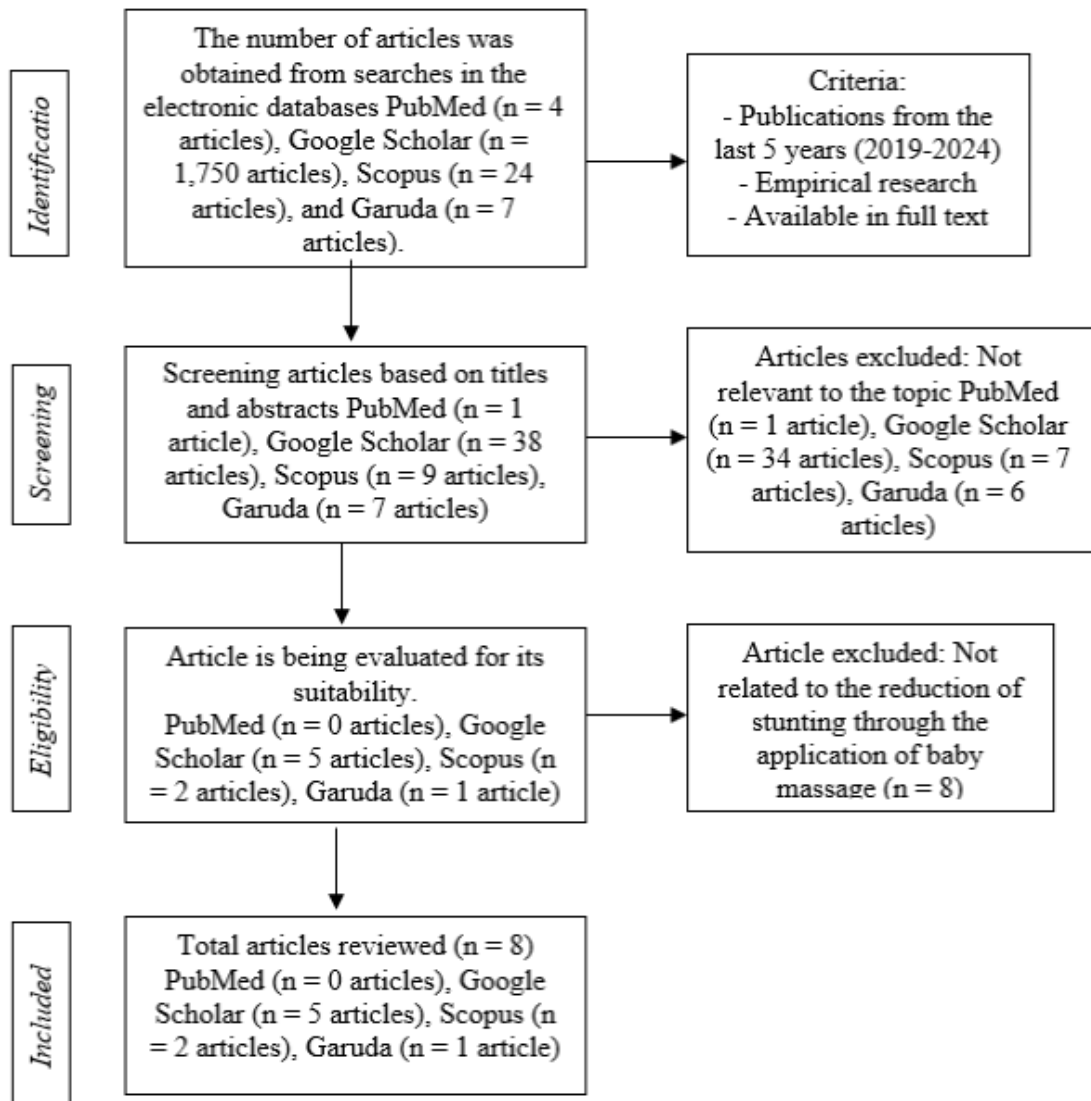 Identificatio
The number of articles was
obtained from searches in the
electronic databases PubMed (n = 4
articles), Google Scholar (n =
1,750 articles), Scopus (n = 24
articles), and Garuda (n = 7
articles).
Criteria:
- Publications from the
last 5 years (2019-2024)
- Empirical research
- Available in full text
Screening
Screening articles based on titles
and abstracts PubMed (n = 1
article), Google Scholar (n = 38
articles), Scopus (n = 9 articles),
Garuda (n = 7 articles)
Articles excluded: Not
relevant to the topic PubMed
(n = 1 article), Google Scholar
(n = 34 articles), Scopus (n = 7
articles), Garuda (n = 6
articles)
Eligibility
Article is being evaluated for its
suitability.
PubMed (n = 0 articles), Google
Scholar (n = 5 articles), Scopus (n
= 2 articles), Garuda (n = 1 article)
Article excluded: Not
related to the reduction of
stunting through the
application of baby
massage (n = 8)
Included
Total articles reviewed (n = 8)
PubMed (n = 0 articles), Google
Scholar (n = 5 articles), Scopus (n
= 2 articles), Garuda (n = 1 article)